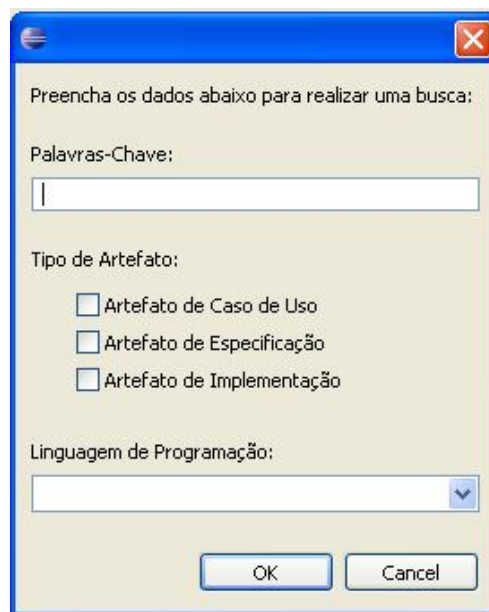 Preencha os dados abaixo para realizar uma busca:
Palavras-Chave:
Tipo de Artefato:
Artefato de Caso de Uso
Artefato de Especificação
Artefato de Implementação
Linguagem de Programação:
OK Cancel